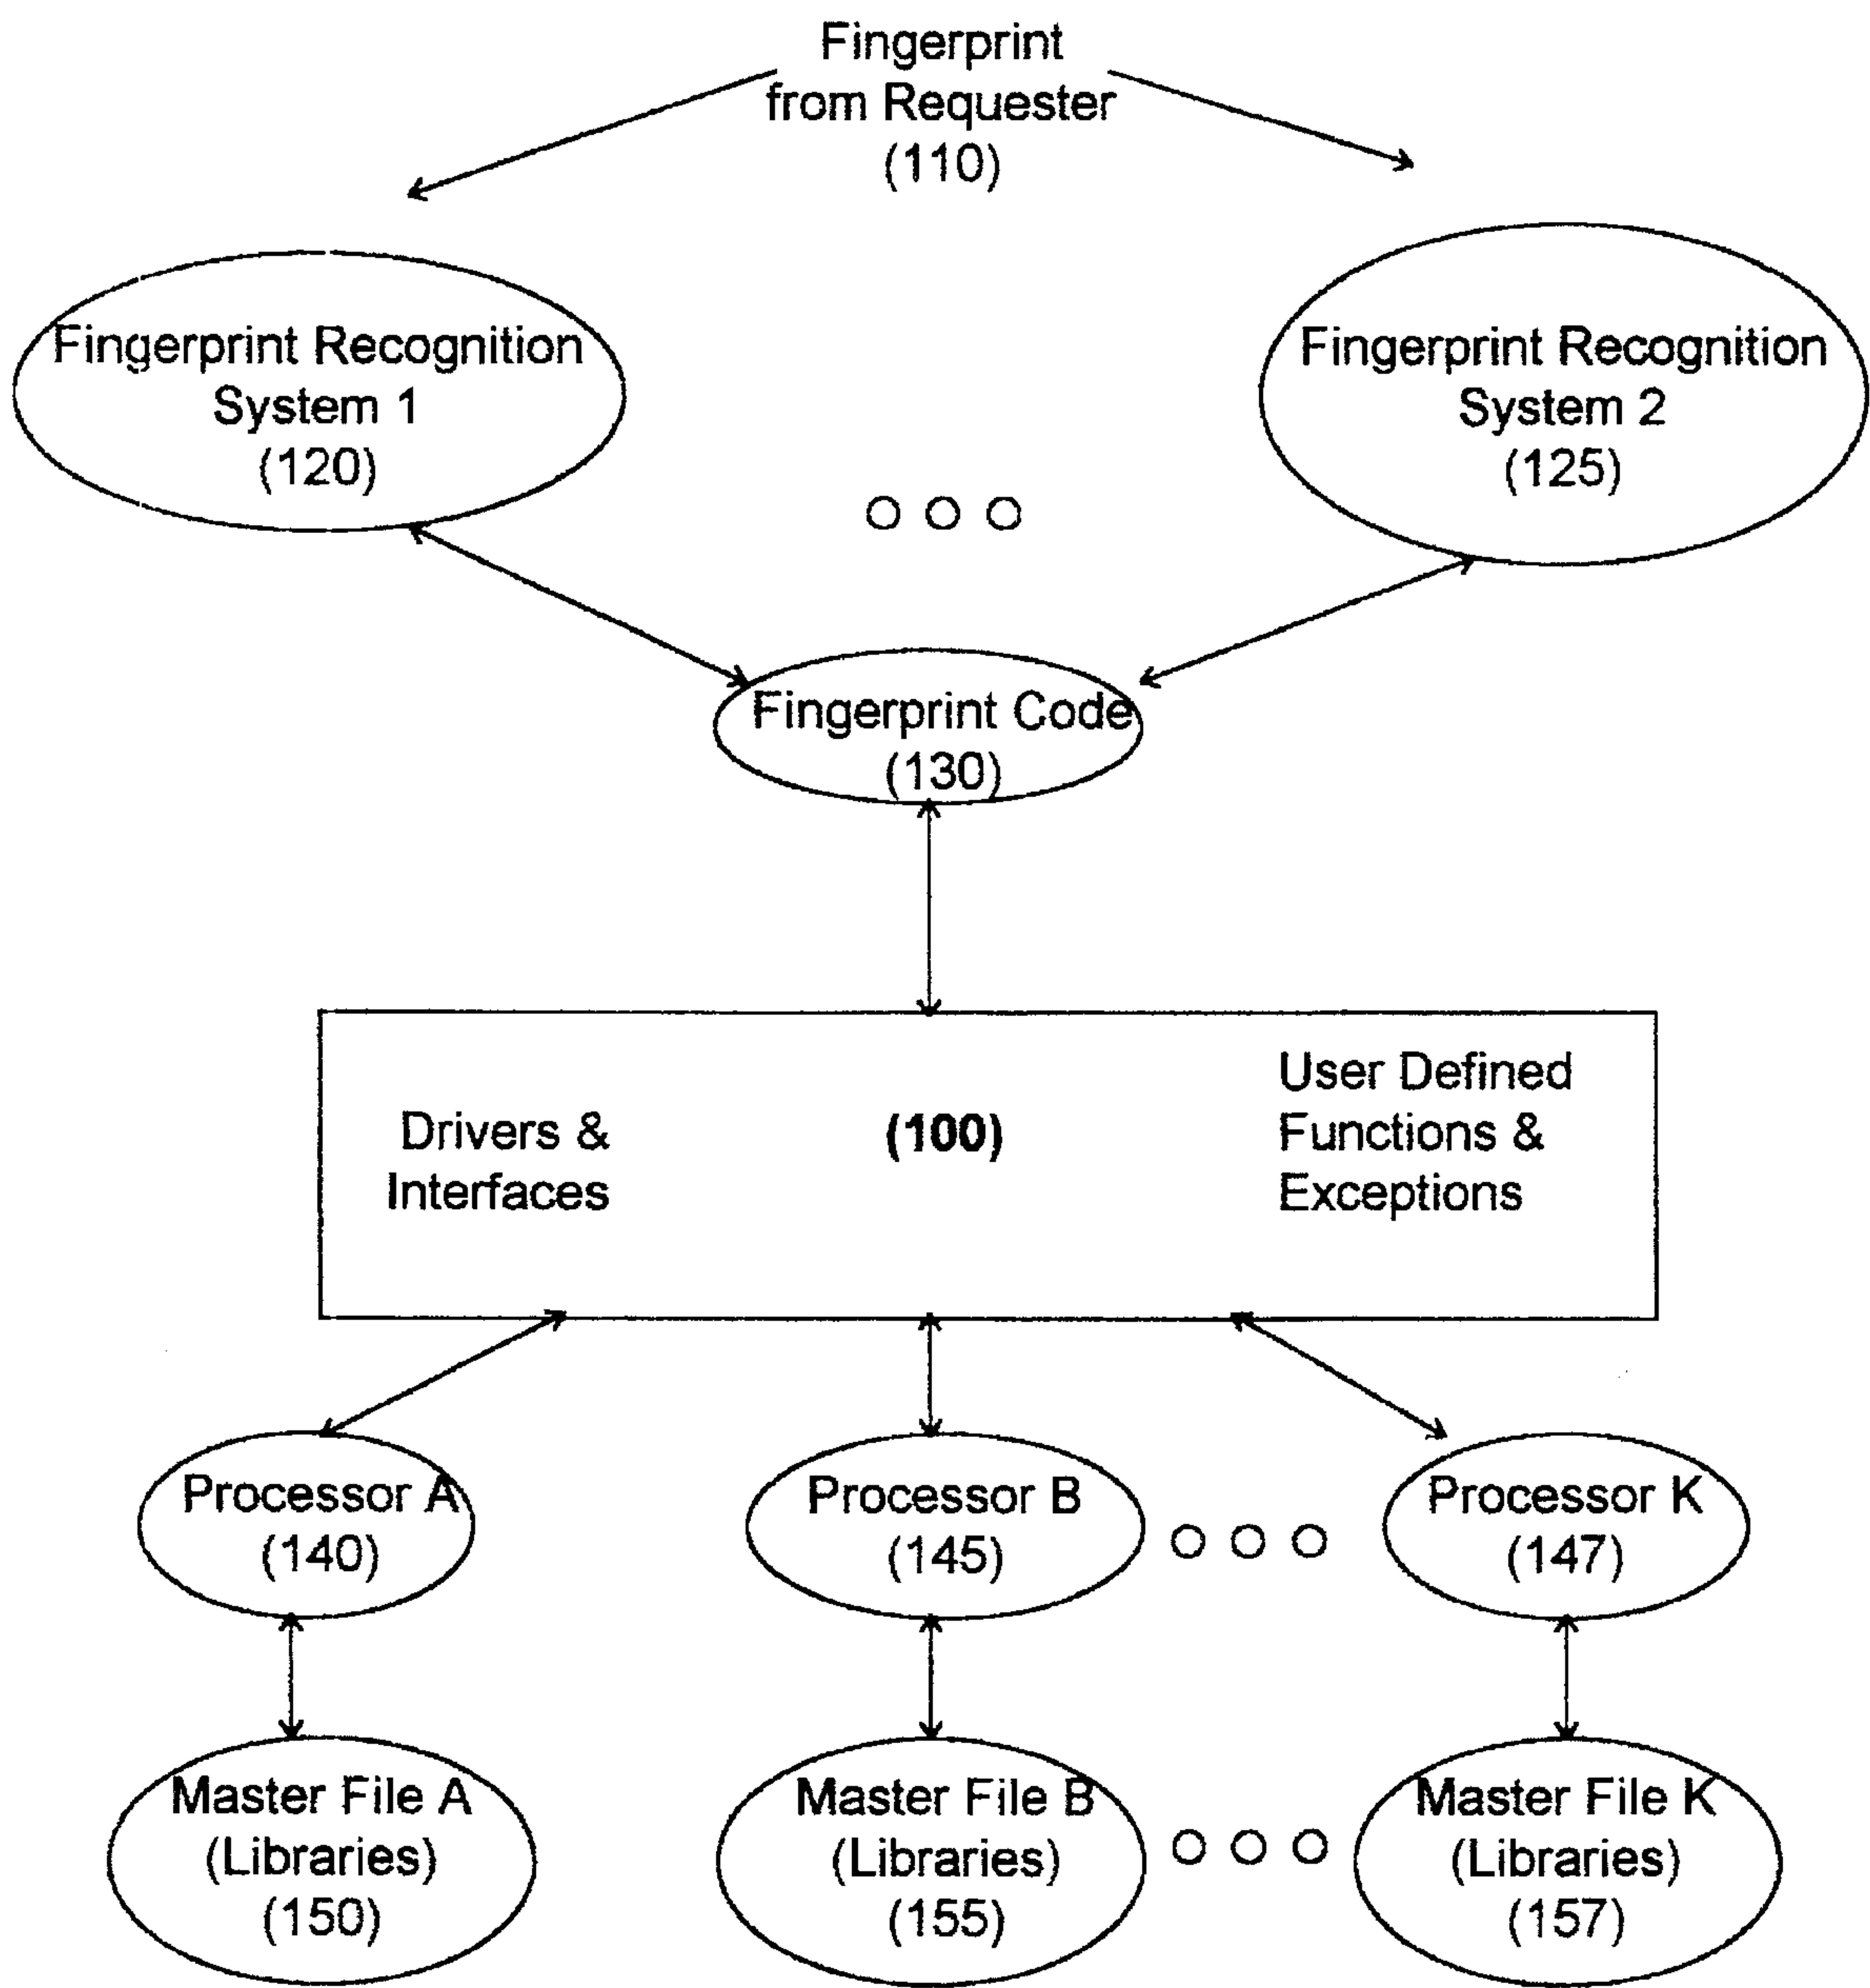 Fingerprint
from Requester
(110)
Fingerprint Recognition
System 1
(120)
Fingerprint Recognition
System 2
(125)
Fingerprint Code
(130)
Drivers &
Interfaces
(100)
User Defined
Functions &
Exceptions
Processor A
(140)
Processor B
(145)
Processor K
(147)
Master File A
(Libraries)
(150)
Master File B
(Libraries)
(155)
Master File K
(Libraries)
(157)